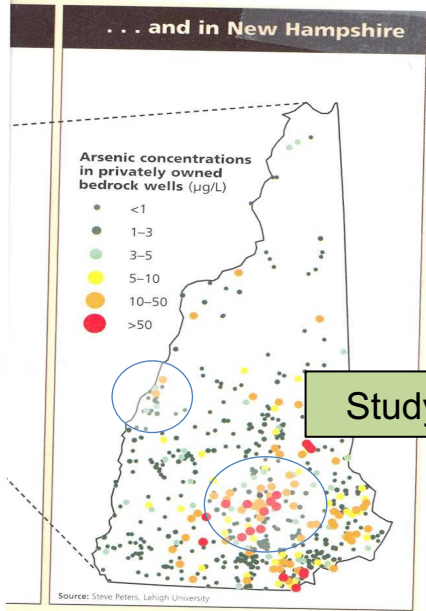 . . . and in New Hampshire
Arsenic concentrations
in privately owned
bedrock wells (µg/L)
<1
1–3
3–5
5–10
10–50
>50
Study
Source: Steve Peters, Lehigh University